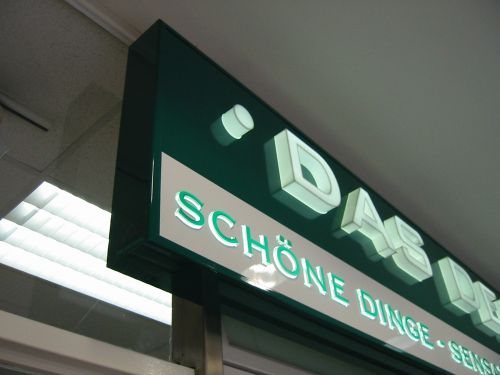 · DAS
SCHÖNE DINGE -